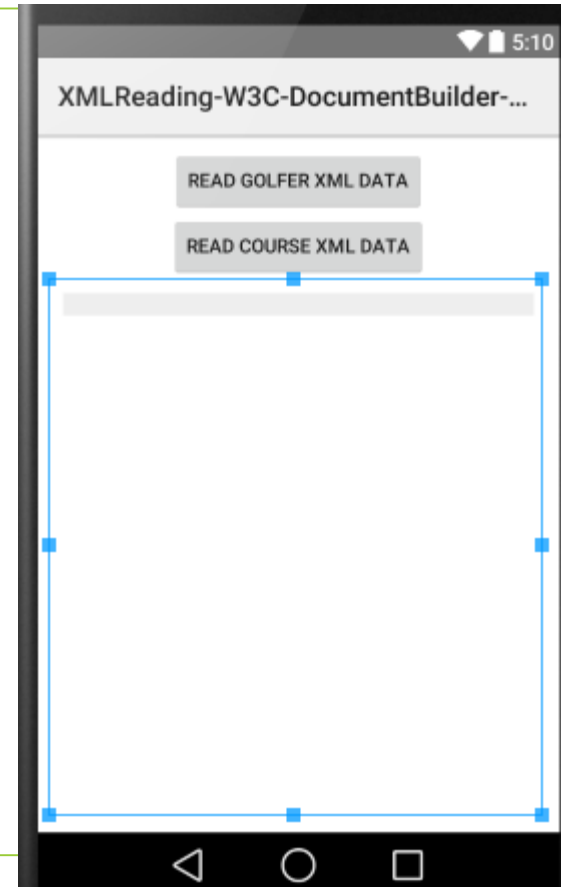 5:10
XMLReading-W3C-DocumentBuilder-...
READ GOLFER XML DATA
READ COURSE XML DATA